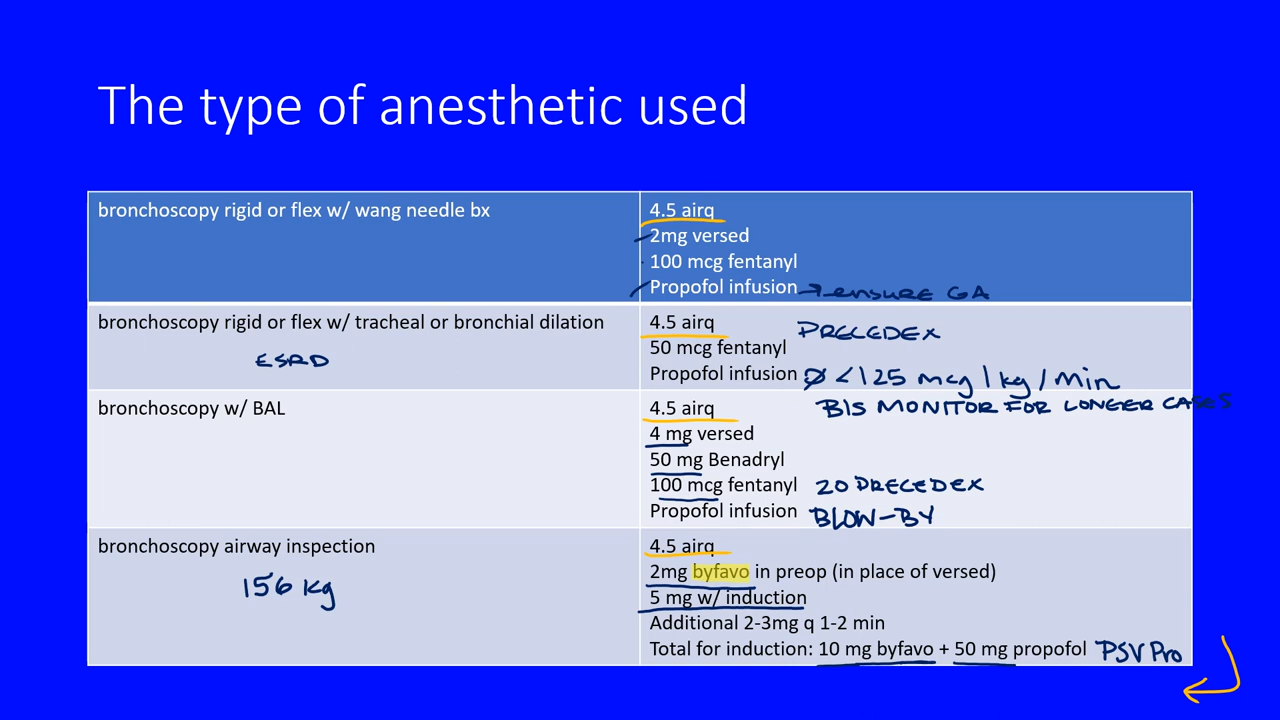 The type of anesthetic used
bronchoscopy rigid or flex w/ wang needle bx
4.5 airq
2mg versed
100 mcg fentanyl
Propofol infusion → ensure GA
bronchoscopy rigid or flex w/ tracheal or bronchial dilation
ESRD
4.5 airq PRECEDEX
50 mcg fentanyl
Propofol infusion Ø <125 mcg/kg/min
bronchoscopy w/ BAL
4.5 airq BIS MONITOR FOR LONGER CASES
4 mg versed
50 mg Benadryl
100 mcg fentanyl 20 PRECEDEX
Propofol infusion BLOW-BY
bronchoscopy airway inspection
156 kg
4.5 airq
2mg byfavo in preop (in place of versed)
5 mg w/ induction
Additional 2-3mg q 1-2 min
Total for induction: 10 mg byfavo + 50 mg propofol PSV Pro